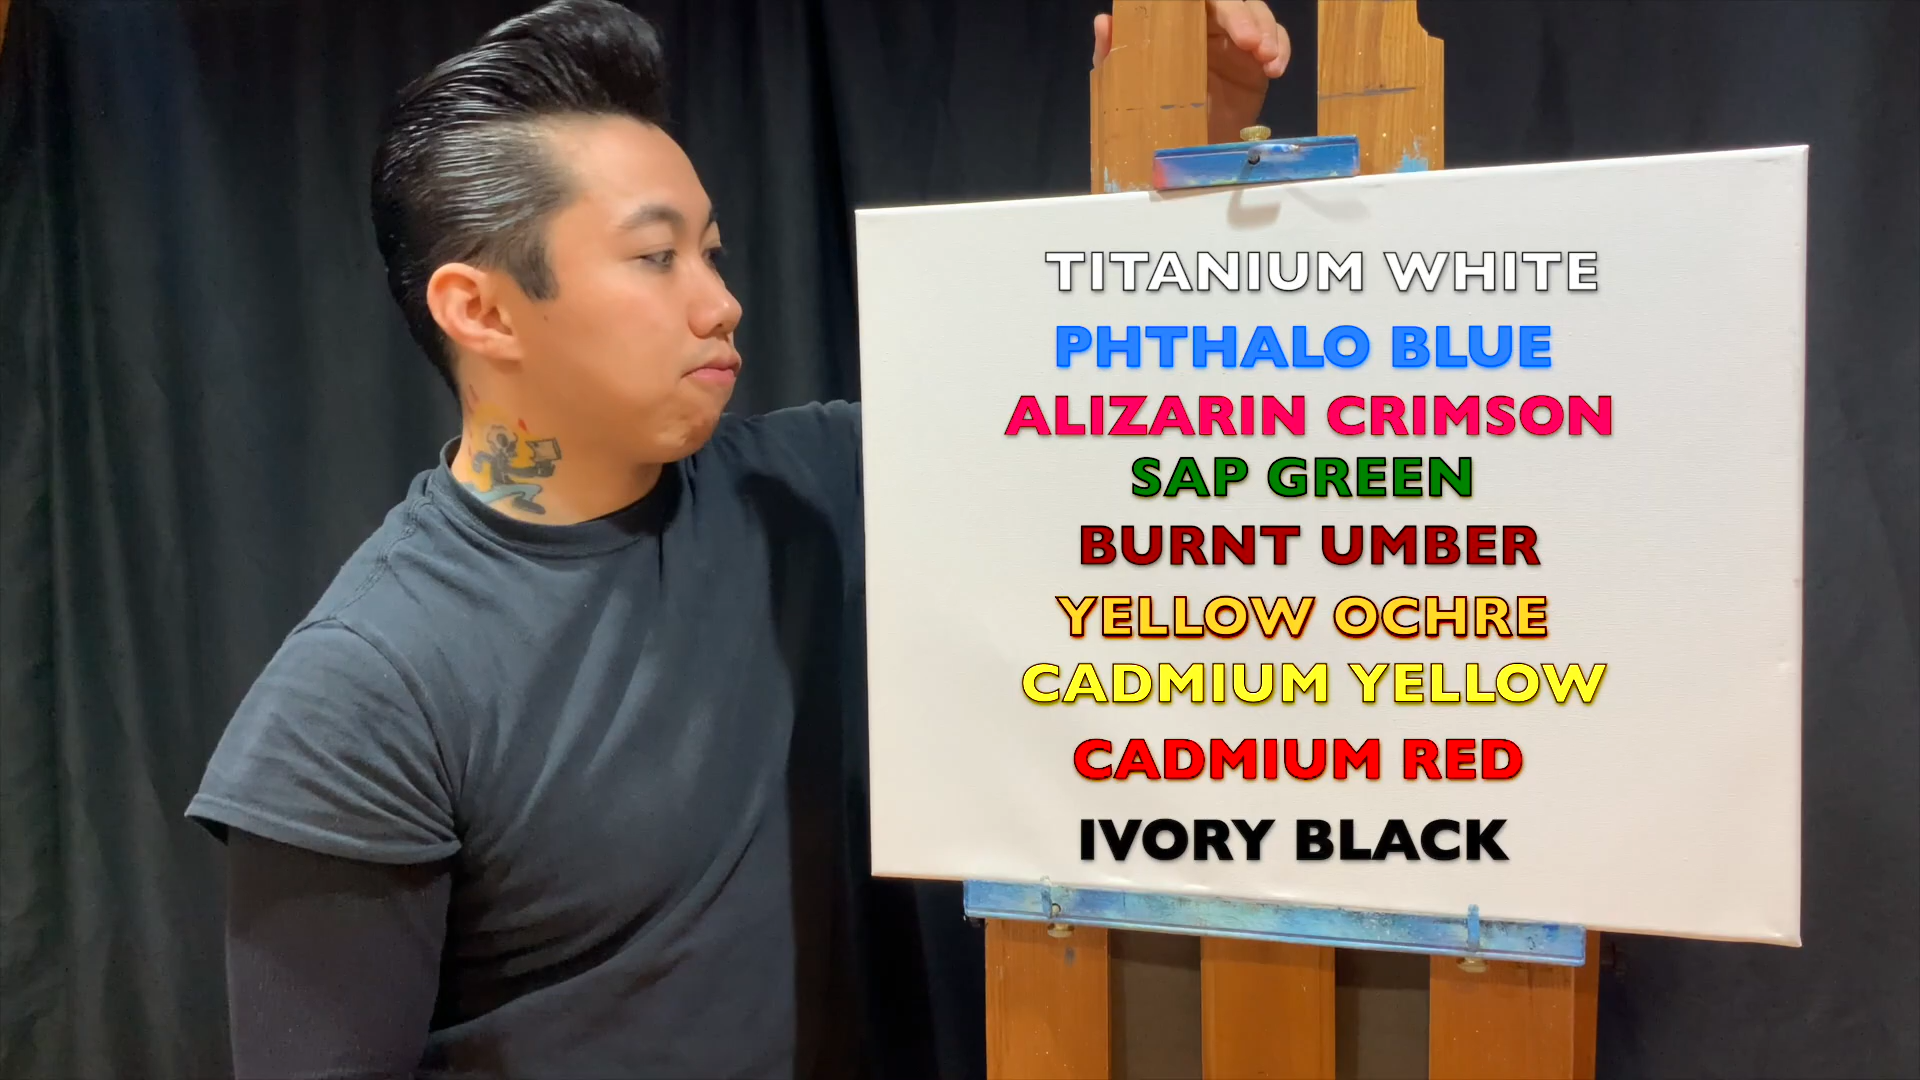 TITANIUM WHITE
PHTHALO BLUE
ALIZARIN CRIMSON
SAP GREEN
BURNT UMBER
YELLOW OCHRE
CADMIUM YELLOW
CADMIUM RED
IVORY BLACK